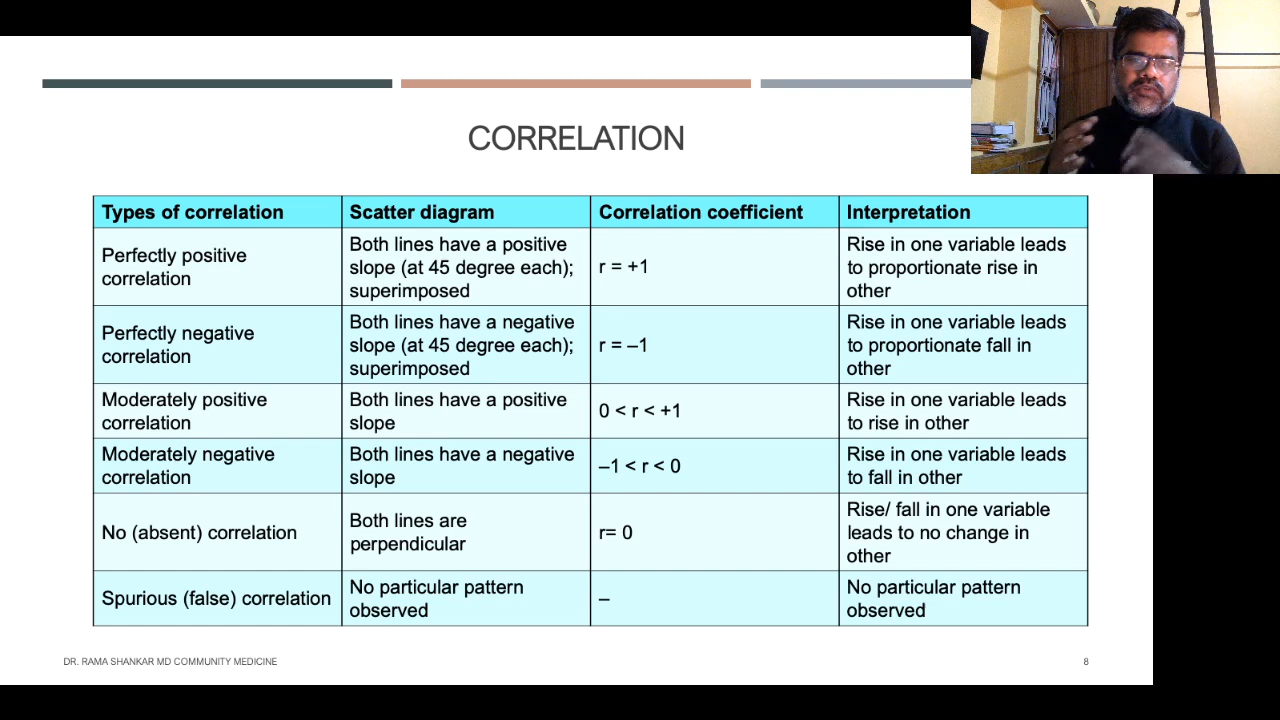 CORRELATION
Types of correlation
Scatter diagram
Correlation coefficient
Interpretation
Perfectly positive
correlation
Both lines have a positive
slope (at 45 degree each);
superimposed
r = +1
Rise in one variable leads
to proportionate rise in
other
Perfectly negative
correlation
Both lines have a negative
slope (at 45 degree each);
superimposed
r = –1
Rise in one variable leads
to proportionate fall in
other
Moderately positive
correlation
Both lines have a positive
slope
0 < r < +1
Rise in one variable leads
to rise in other
Moderately negative
correlation
Both lines have a negative
slope
–1 < r < 0
Rise in one variable leads
to fall in other
No (absent) correlation
Both lines are
perpendicular
r= 0
Rise/ fall in one variable
leads to no change in
other
Spurious (false) correlation
No particular pattern
observed
–
No particular pattern
observed
DR. RAMA SHANKAR MD COMMUNITY MEDICINE
8